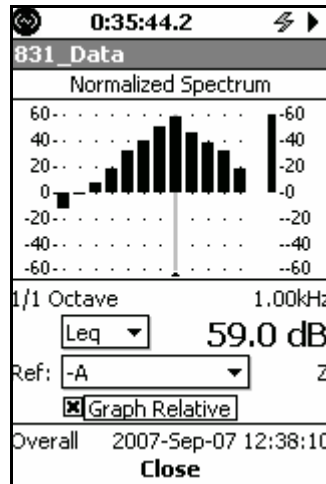 0:35:44.2
831_Data
Normalized Spectrum
60 -60
40 -40
20 -20
0 -0
-20 --20
-40 --40
-60 --60
1/1 Octave 1.00kHz
Leq 59.0 dB
Ref: -A Z
Graph Relative
Overall 2007-Sep-07 12:38:10
Close